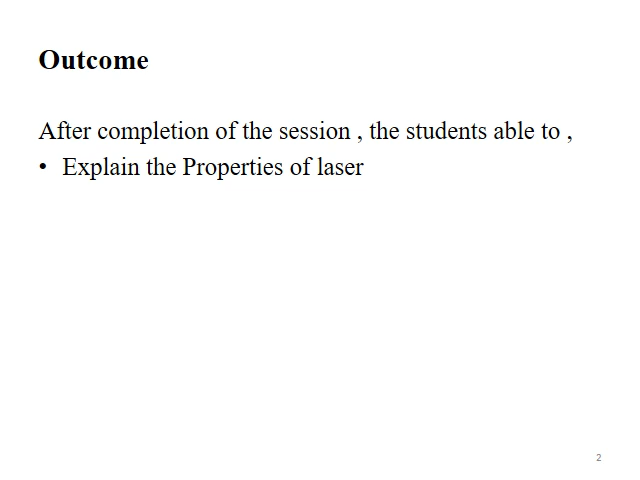 Outcome
After completion of the session , the students able to ,
• Explain the Properties of laser
2